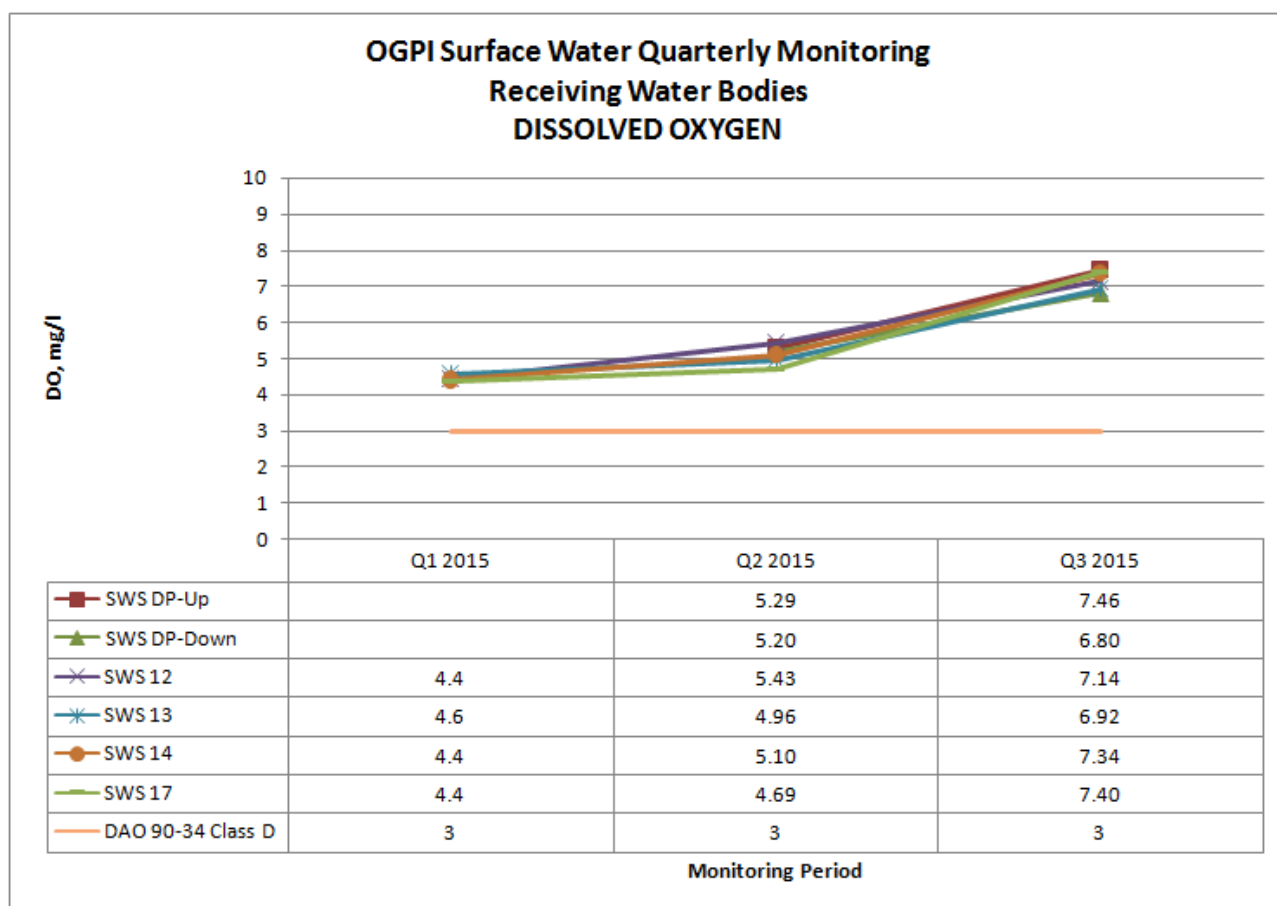 OGPI Surface Water Quarterly Monitoring
Receiving Water Bodies
DISSOLVED OXYGEN
10
9
8
7
6
5
4
3
2
1
0
DO, mg/l
Q1 2015 Q2 2015 Q3 2015
SWS DP-Up 5.29 7.46
SWS DP-Down 5.20 6.80
SWS 12 4.4 5.43 7.14
SWS 13 4.6 4.96 6.92
SWS 14 4.4 5.10 7.34
SWS 17 4.4 4.69 7.40
DAO 90-34 Class D 3 3 3
Monitoring Period